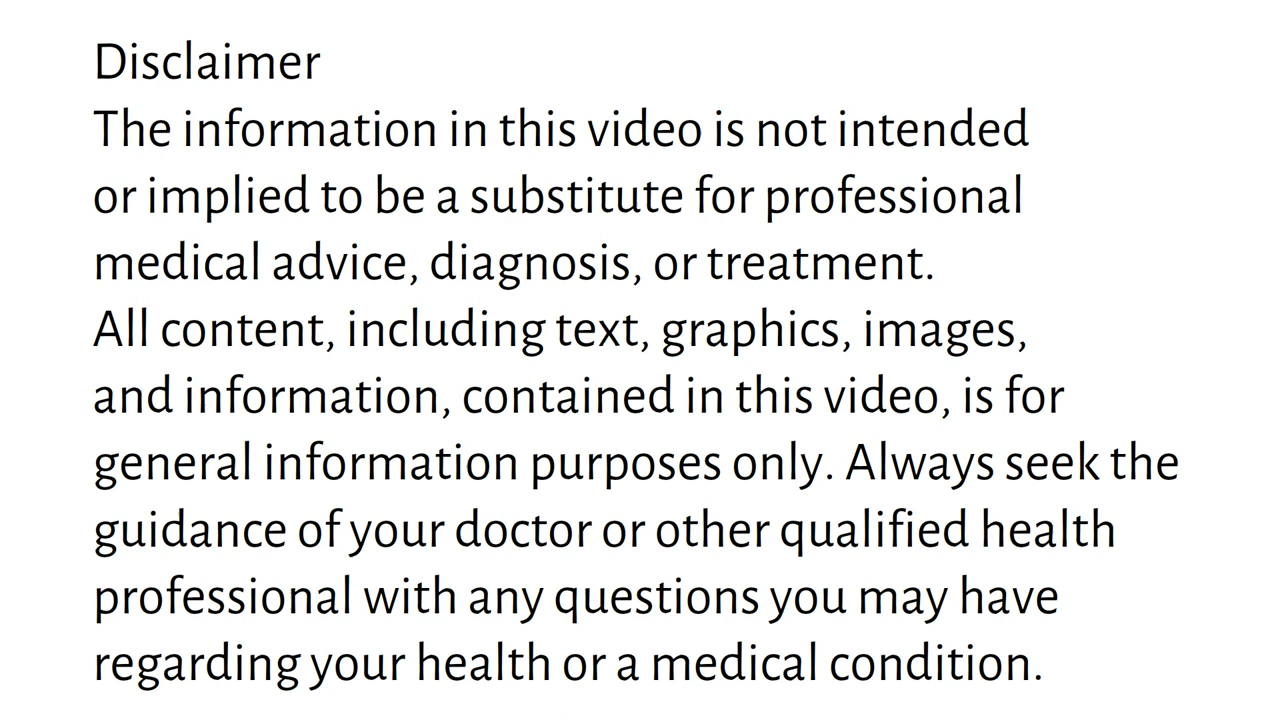 Disclaimer
The information in this video is not intended
or implied to be a substitute for professional
medical advice, diagnosis, or treatment.
All content, including text, graphics, images,
and information, contained in this video, is for
general information purposes only. Always seek the
guidance of your doctor or other qualified health
professional with any questions you may have
regarding your health or a medical condition.